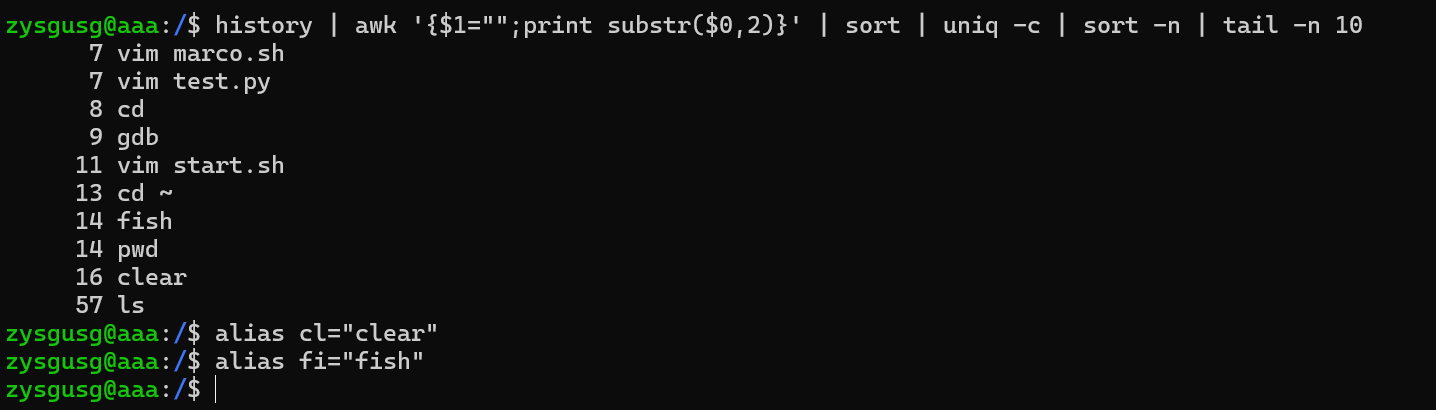 zysgusg@aaa:/$ history | awk '{$1="";print substr($0,2)}' | sort | uniq -c | sort -n | tail -n 10
      7 vim marco.sh
      7 vim test.py
      8 cd
      9 gdb
     11 vim start.sh
     13 cd ~
     14 fish
     14 pwd
     16 clear
     57 ls
zysgusg@aaa:/$ alias cl="clear"
zysgusg@aaa:/$ alias fi="fish"
zysgusg@aaa:/$